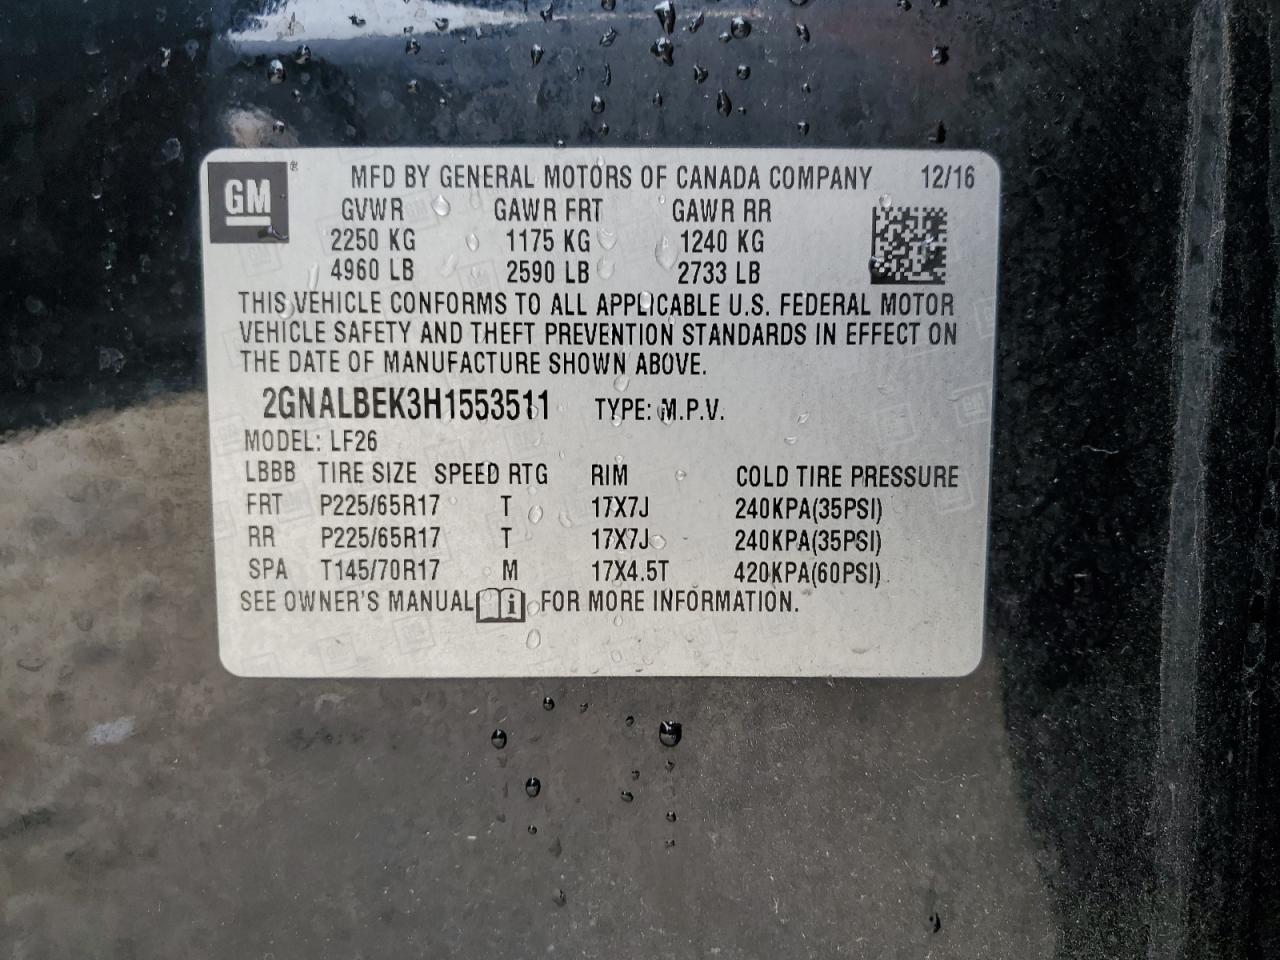 GM ® MFD BY GENERAL MOTORS OF CANADA COMPANY 12/16
GVWR GAWR FRT GAWR RR
2250 KG 1175 KG 1240 KG
4960 LB 2590 LB 2733 LB
THIS VEHICLE CONFORMS TO ALL APPLICABLE U.S. FEDERAL MOTOR
VEHICLE SAFETY AND THEFT PREVENTION STANDARDS IN EFFECT ON
THE DATE OF MANUFACTURE SHOWN ABOVE.
2GNALBEK3H1553511 TYPE: M.P.V.
MODEL: LF26
LBBB TIRE SIZE SPEED RTG RIM COLD TIRE PRESSURE
FRT P225/65R17 T 17X7J 240KPA(35PSI)
RR P225/65R17 T 17X7J 240KPA(35PSI)
SPA T145/70R17 M 17X4.5T 420KPA(60PSI)
SEE OWNER'S MANUAL i FOR MORE INFORMATION.